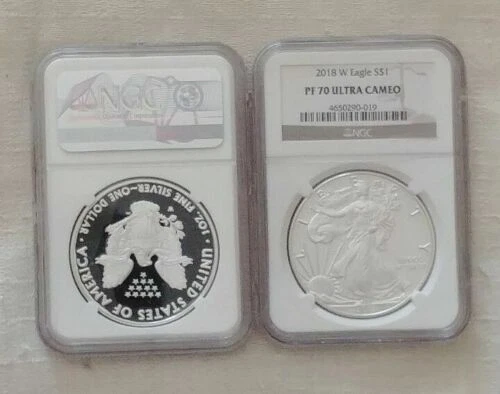 NGC
UNITED STATES OF AMERICA
1 OZ. FINE SILVER~ONE DOLLAR
2018 W Eagle S$1
PF 70 ULTRA CAMEO
4650290-019
NGC
LIBERTY